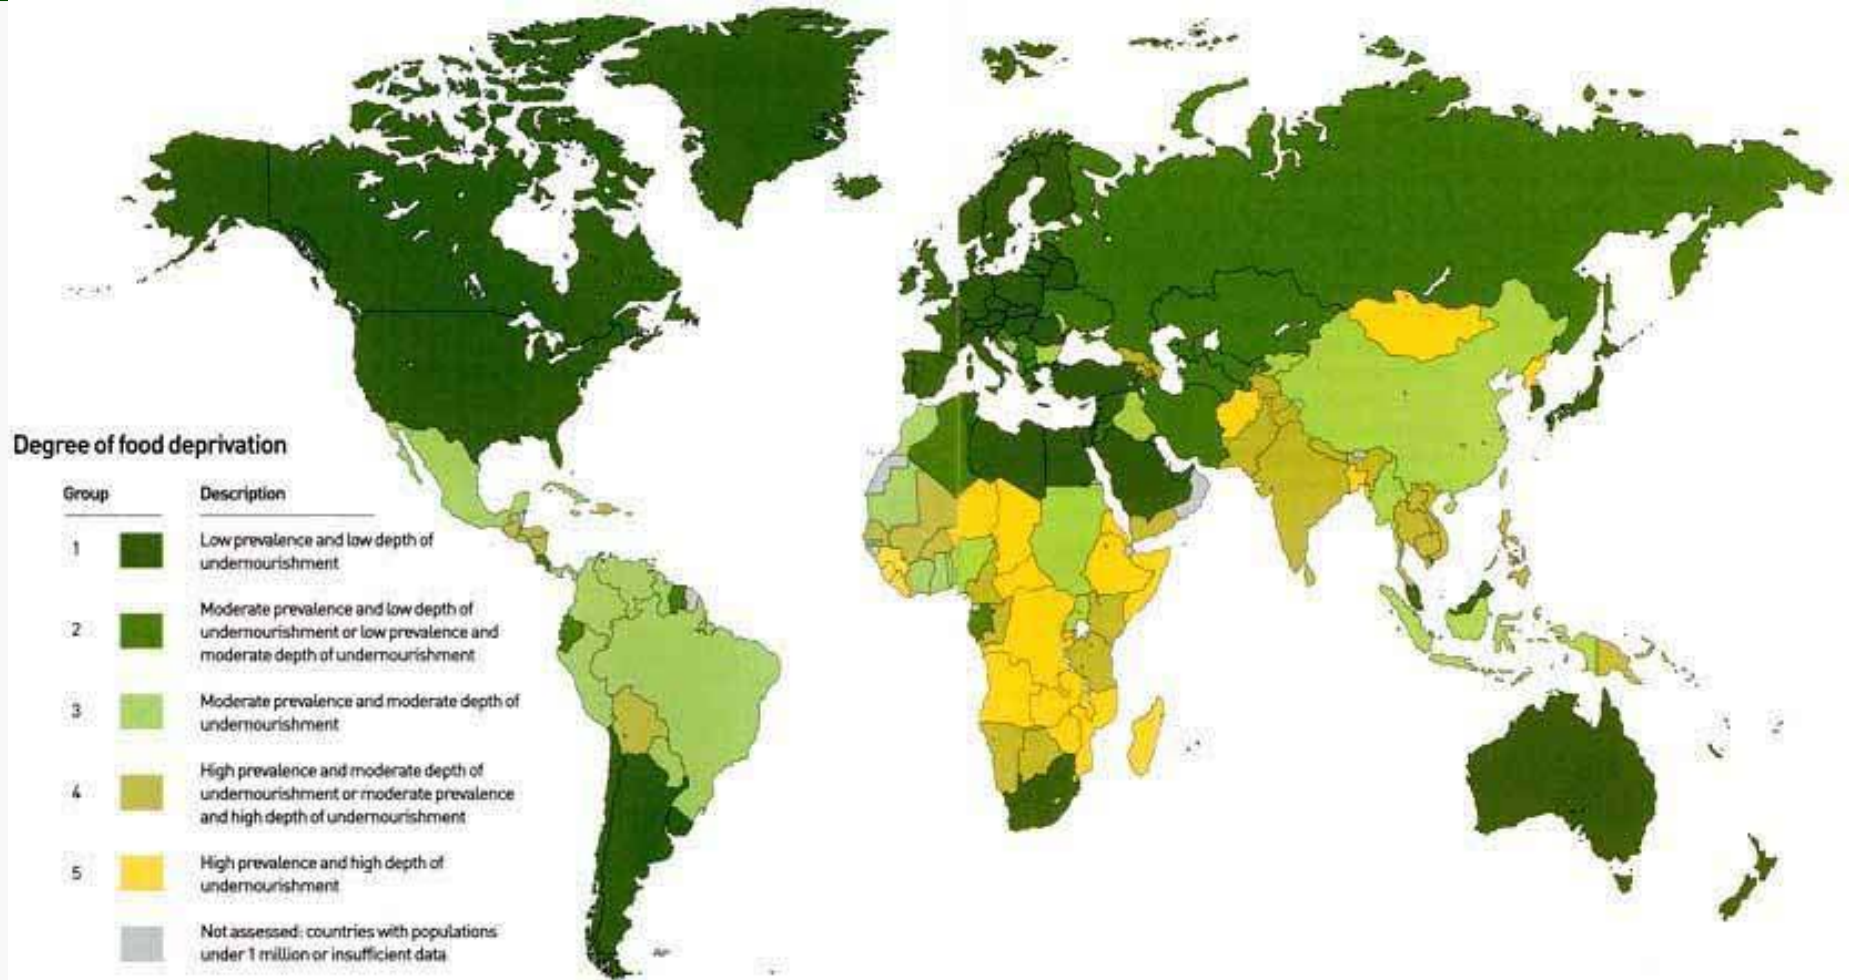 Degree of food deprivation
Group Description
1 Low prevalence and low depth of
undernourishment
2 Moderate prevalence and low depth of
undernourishment or low prevalence and
moderate depth of undernourishment
3 Moderate prevalence and moderate depth of
undernourishment
4 High prevalence and moderate depth of
undernourishment or moderate prevalence
and high depth of undernourishment
5 High prevalence and high depth of
undernourishment
Not assessed: countries with populations
under 1 million or insufficient data